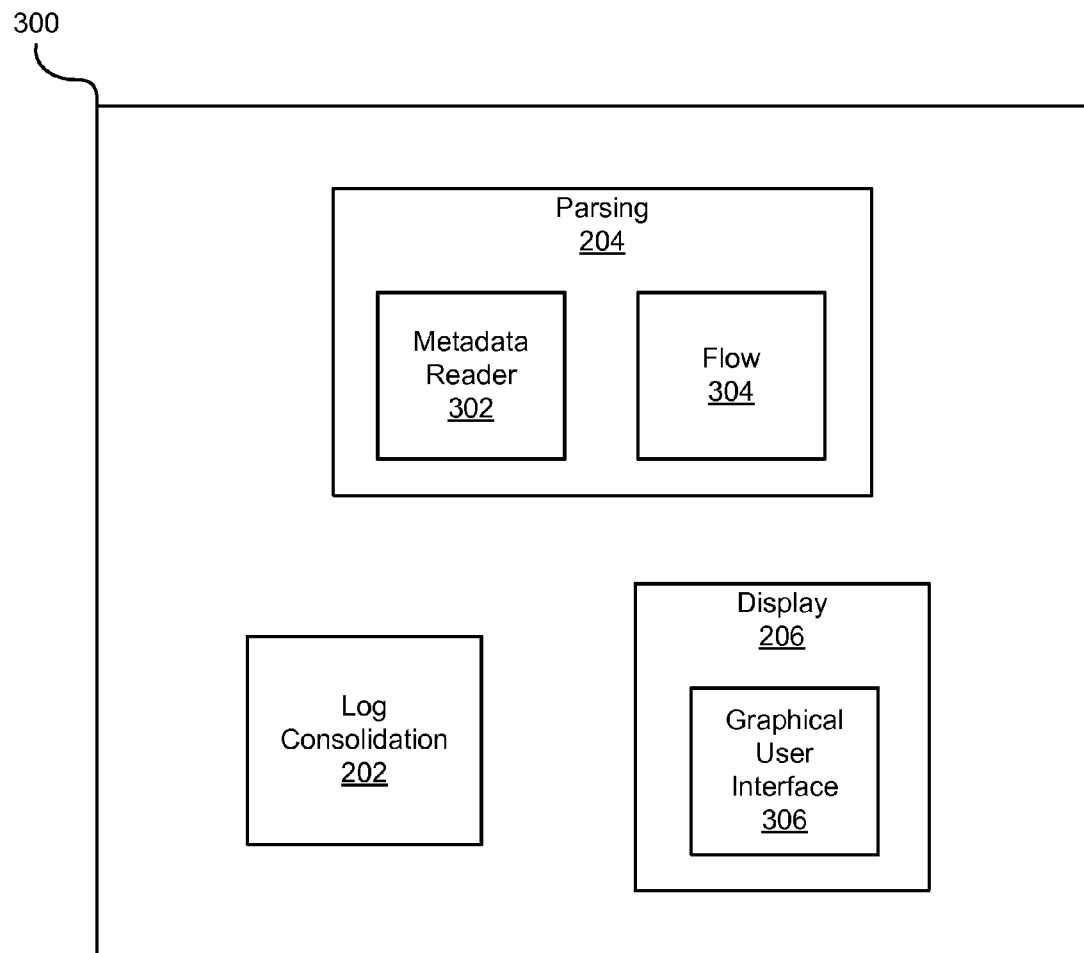 300
Parsing
204
Metadata
Reader
302
Flow
304
Log
Consolidation
202
Display
206
Graphical
User
Interface
306